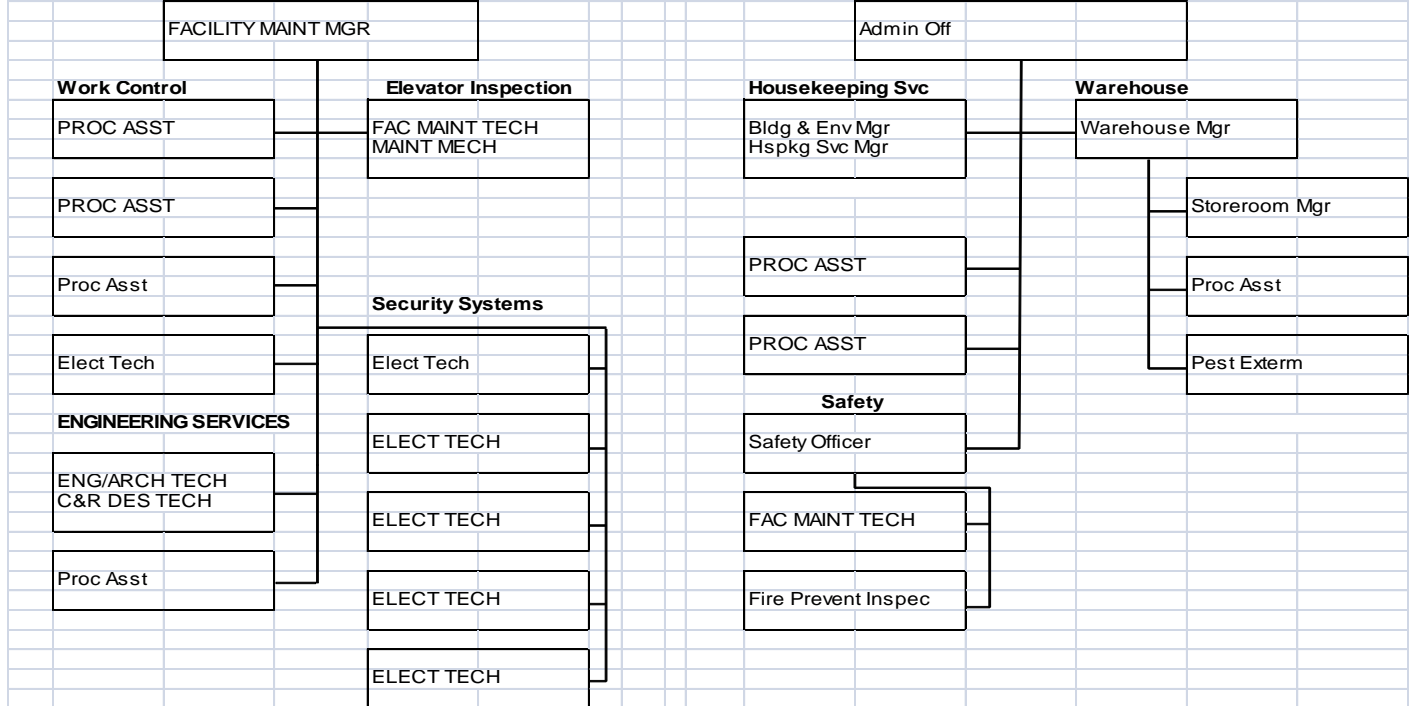 FACILITY MAINT MGR
Work Control
PROC ASST
PROC ASST
Proc Asst
Elect Tech
ENGINEERING SERVICES
ENG/ARCH TECH
C&R DES TECH
Proc Asst
Elevator Inspection
FAC MAINT TECH
MAINT MECH
Security Systems
Elect Tech
ELECT TECH
ELECT TECH
ELECT TECH
ELECT TECH
Admin Off
Housekeeping Svc
Bldg & Env Mgr
Hspkg Svc Mgr
PROC ASST
PROC ASST
Safety
Safety Officer
FAC MAINT TECH
Fire Prevent Inspec
Warehouse
Warehouse Mgr
Storeroom Mgr
Proc Asst
Pest Exterm